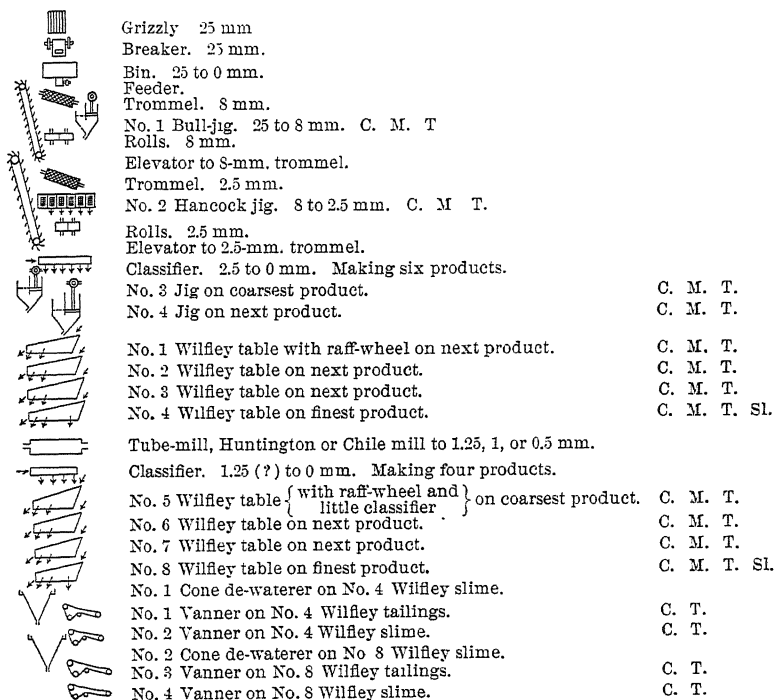 Grizzly 25 mm
Breaker. 25 mm.
Bin. 25 to 0 mm.
Feeder.
Trommel. 8 mm.
No. 1 Bull-jig. 25 to 8 mm. C. M. T
Rolls. 8 mm.
Elevator to 8-mm. trommel.
Trommel. 2.5 mm.
No. 2 Hancock jig. 8 to 2.5 mm. C. M T.
Rolls. 2.5 mm.
Elevator to 2.5-mm. trommel.
Classifier. 2.5 to 0 mm. Making six products.
No. 3 Jig on coarsest product. C. M. T.
No. 4 Jig on next product. C. M. T.
No. 1 Wilfley table with raff-wheel on next product. C. M. T.
No. 2 Wilfley table on next product. C. M. T.
No. 3 Wilfley table on next product. C. M. T.
No. 4 Wilfley table on finest product. C. M. T. Sl.
Tube-mill, Huntington or Chile mill to 1.25, 1, or 0.5 mm.
Classifier. 1.25 (?) to 0 mm. Making four products.
No. 5 Wilfley table {with raff-wheel and little classifier} on coarsest product. C. M. T.
No. 6 Wilfley table on next product. C. M. T.
No. 7 Wilfley table on next product. C. M. T.
No. 8 Wilfley table on finest product. C. M. T. Sl.
No. 1 Cone de-waterer on No. 4 Wilfley slime.
No. 1 Vanner on No. 4 Wilfley tailings. C. T.
No. 2 Vanner on No. 4 Wilfley slime. C. T.
No. 2 Cone de-waterer on No 8 Wilfley slime.
No. 3 Vanner on No. 8 Wilfley tailings. C. T.
No. 4 Vanner on No. 8 Wilfley slime. C. T.